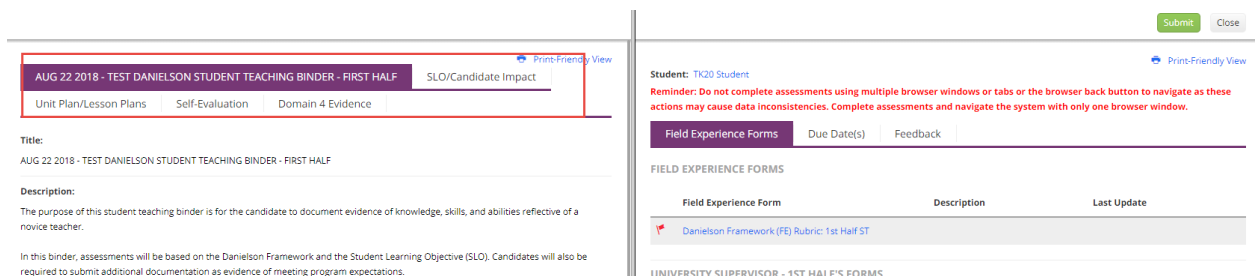 Submit Close
Print-Friendly View
AUG 22 2018 - TEST DANIELSON STUDENT TEACHING BINDER - FIRST HALF SLO/Candidate Impact
Unit Plan/Lesson Plans Self-Evaluation Domain 4 Evidence
Title:
AUG 22 2018 - TEST DANIELSON STUDENT TEACHING BINDER - FIRST HALF
Description:
The purpose of this student teaching binder is for the candidate to document evidence of knowledge, skills, and abilities reflective of a
novice teacher.
In this binder, assessments will be based on the Danielson Framework and the Student Learning Objective (SLO). Candidates will also be
required to submit additional documentation as evidence of meeting program expectations.
Print-Friendly View
Student: TK20 Student
Reminder: Do not complete assessments using multiple browser windows or tabs or the browser back button to navigate as these
actions may cause data inconsistencies. Complete assessments and navigate the system with only one browser window.
Field Experience Forms Due Date(s) Feedback
FIELD EXPERIENCE FORMS
Field Experience Form Description Last Update
Danielson Framework (FE) Rubric: 1st Half ST
UNIVERSITY SUPERVISOR - 1ST HALF'S FORMS